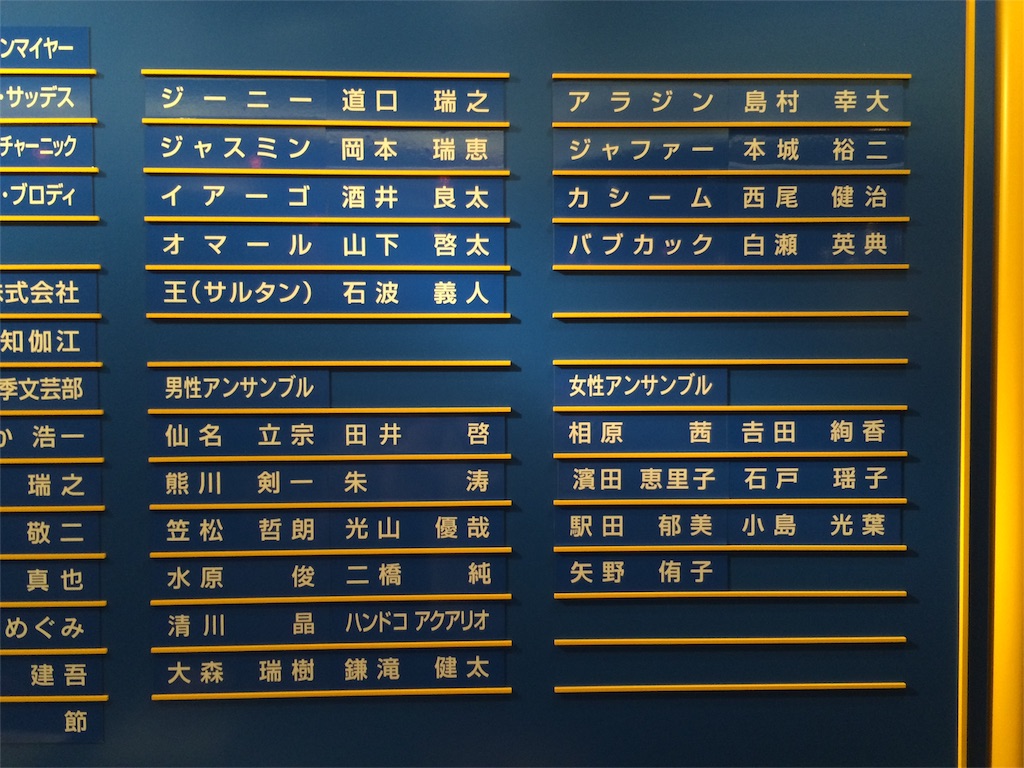 ンマイヤー
・サッデス
チャーニック
・ブロディ
株式会社
知伽江
季文芸部
か 浩一
瑞之
敬二
真也
めぐみ
建吾
節
ジーニー 道口 瑞之
ジャスミン 岡本 瑞恵
イアーゴ 酒井 良太
オマール 山下 啓太
王(サルタン) 石波 義人
男性アンサンブル
仙名 立宗 田井 啓
熊川 剣一 朱 涛
笠松 哲朗 光山 優哉
水原 俊 二橋 純
清川 晶 ハンドコ アクアリオ
大森 瑞樹 鎌滝 健太
アラジン 島村 幸大
ジャファー 本城 裕二
カシーム 西尾 健治
バブカック 白瀬 英典
女性アンサンブル
相原 茜 吉田 絢香
濱田 恵里子 石戸 瑶子
駅田 郁美 小島 光葉
矢野 侑子